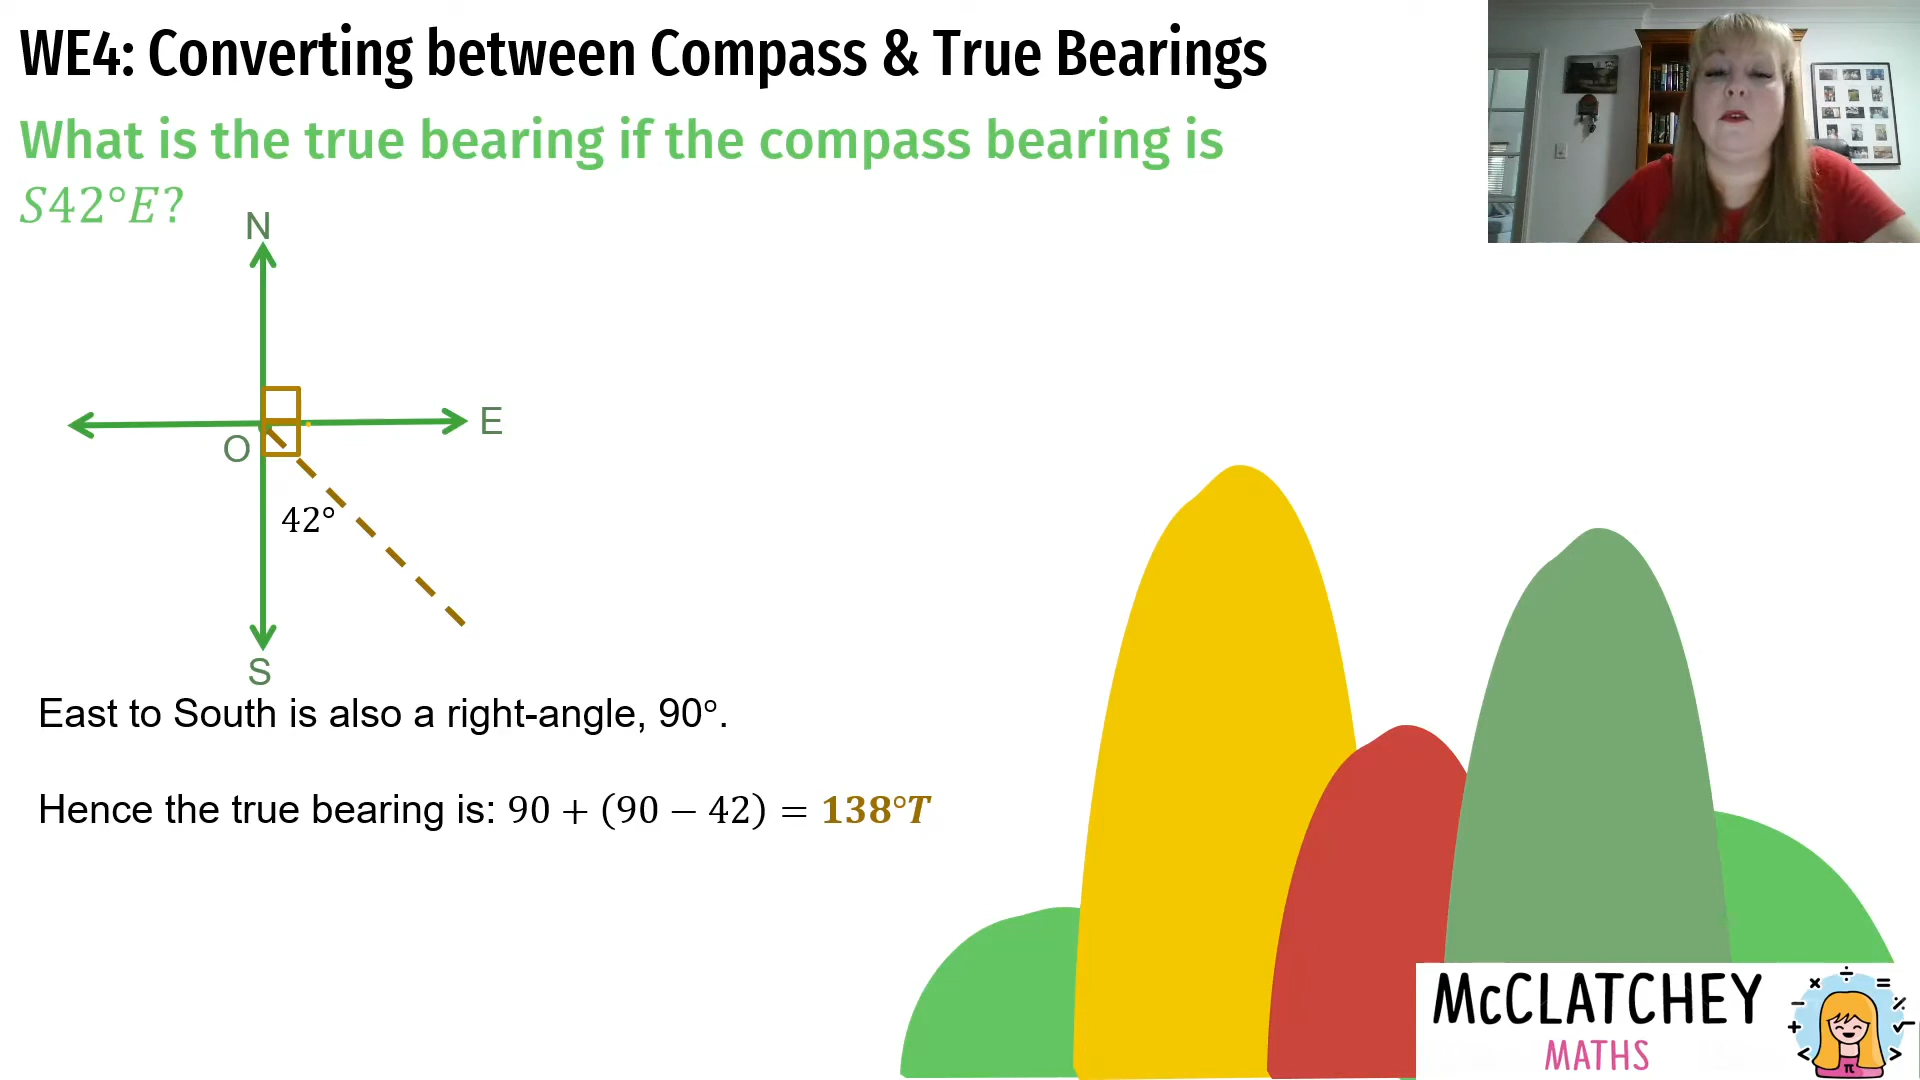 WE4: Converting between Compass & True Bearings
What is the true bearing if the compass bearing is
S42°E?
N
E
O
42°
S
East to South is also a right-angle, 90°.
Hence the true bearing is: 90 + (90 − 42) = 138°T
McCLATCHEY
MATHS
× ÷ =
− %
+ √
< >
π